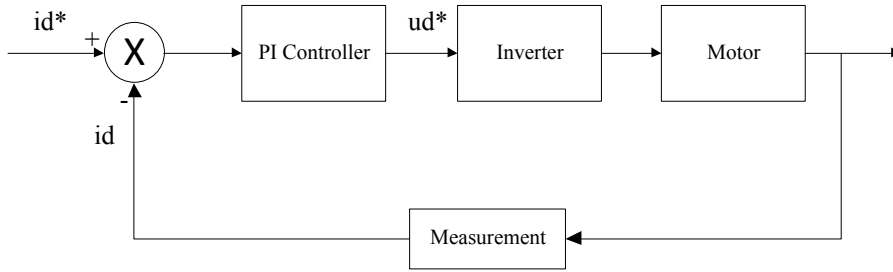 id*
+
X
PI Controller
ud*
Inverter
Motor
-
id
Measurement